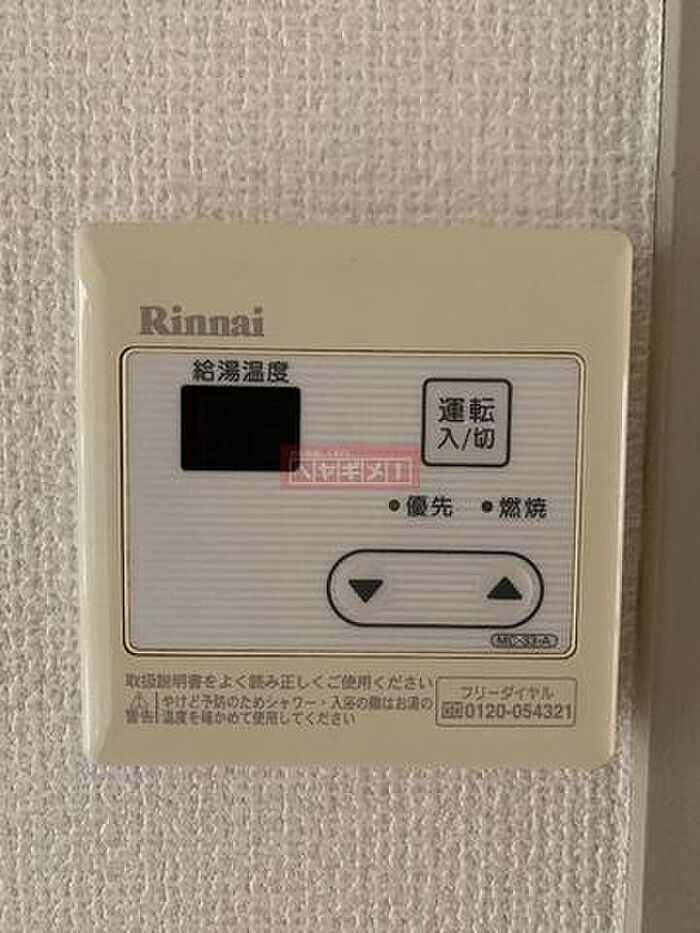 Rinnai
給湯温度
運転
入/切
ヘヤギメ!
優先 燃焼
▼ ▲
MC-33-A
取扱説明書をよく読み正しくご使用ください
警告 やけど予防のためシャワー・入浴の際はお湯の
温度を確かめて使用してください
フリーダイヤル
0120-054321